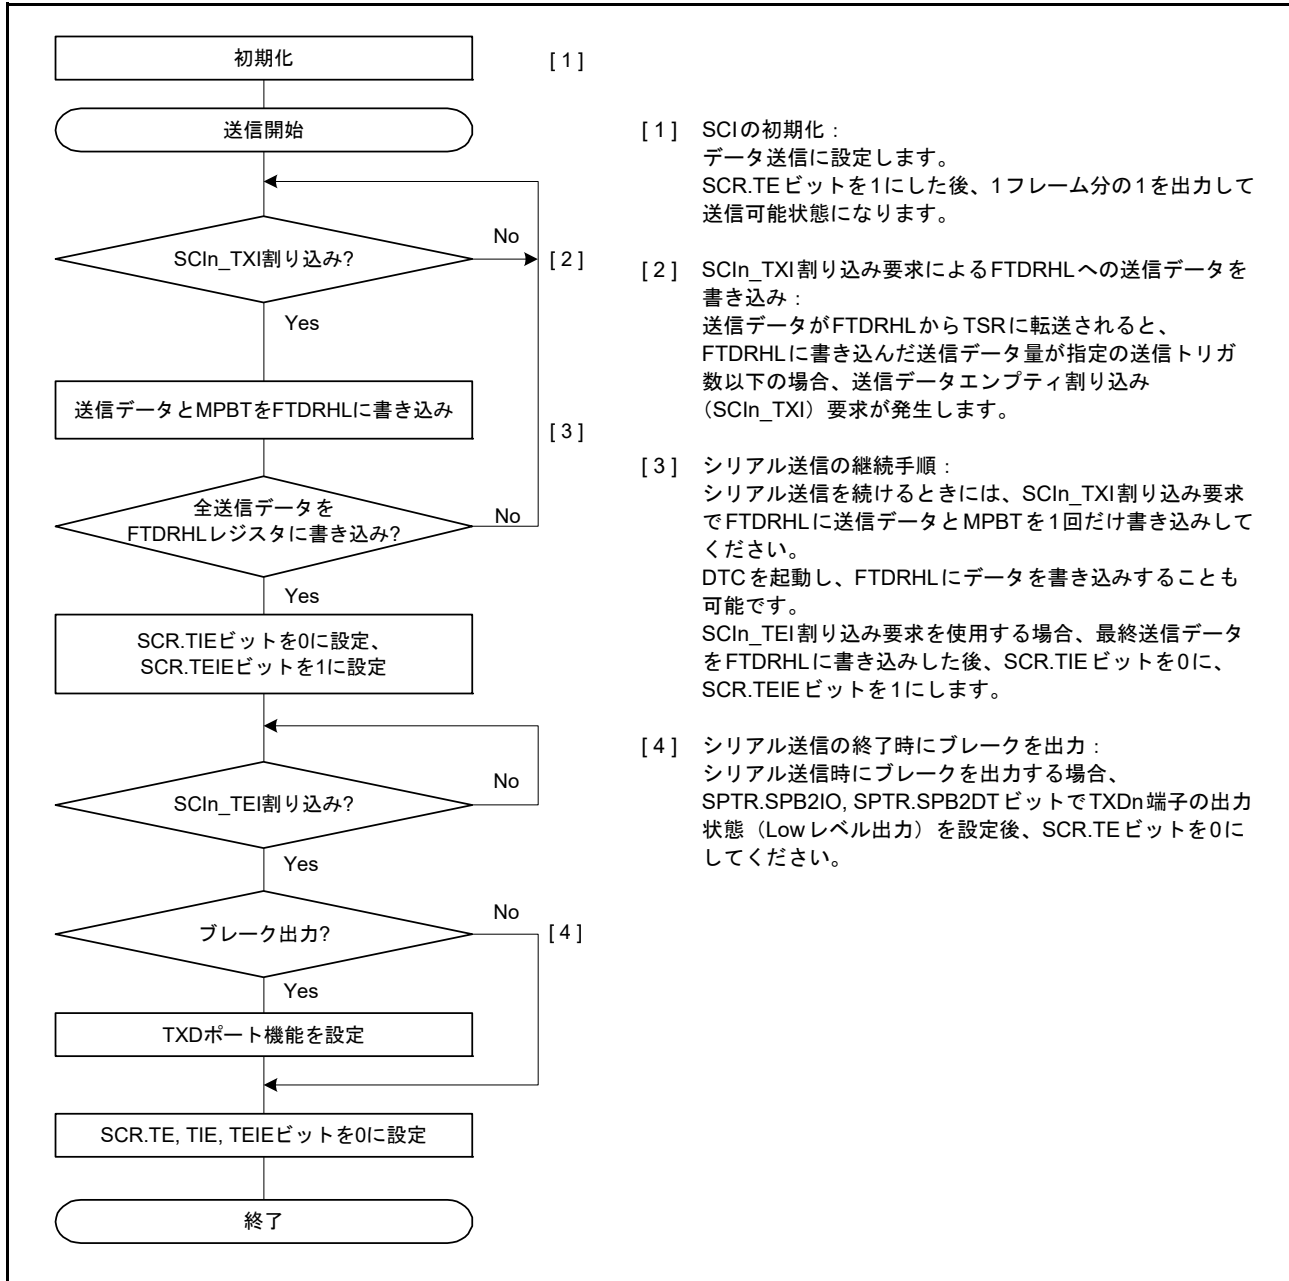 初期化
[ 1 ]
送信開始
SCIn_TXI割り込み?
No
[ 2 ]
Yes
送信データとMPBTをFTDRHLに書き込み
[ 3 ]
全送信データを
FTDRHLレジスタに書き込み?
No
Yes
SCR.TIEビットを0に設定、
SCR.TEIEビットを1に設定
SCIn_TEI割り込み?
No
Yes
ブレーク出力?
No
[ 4 ]
Yes
TXDポート機能を設定
SCR.TE, TIE, TEIEビットを0に設定
終了
[ 1 ] SCIの初期化：
データ送信に設定します。
SCR.TEビットを1にした後、1フレーム分の1を出力して
送信可能状態になります。
[ 2 ] SCIn_TXI割り込み要求によるFTDRHLへの送信データを
書き込み：
送信データがFTDRHLからTSRに転送されると、
FTDRHLに書き込んだ送信データ量が指定の送信トリガ
数以下の場合、送信データエンプティ割り込み
（SCIn_TXI）要求が発生します。
[ 3 ] シリアル送信の継続手順：
シリアル送信を続けるときには、SCIn_TXI割り込み要求
でFTDRHLに送信データとMPBTを1回だけ書き込みして
ください。
DTCを起動し、FTDRHLにデータを書き込みすることも
可能です。
SCIn_TEI割り込み要求を使用する場合、最終送信データ
をFTDRHLに書き込みした後、SCR.TIEビットを0に、
SCR.TEIEビットを1にします。
[ 4 ] シリアル送信の終了時にブレークを出力：
シリアル送信時にブレークを出力する場合、
SPTR.SPB2IO, SPTR.SPB2DTビットでTXDn端子の出力
状態（Lowレベル出力）を設定後、SCR.TEビットを0に
してください。